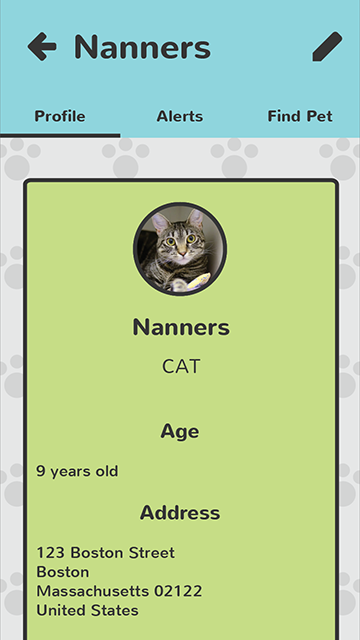 Nanners
Profile
Alerts
Find Pet
Nanners
CAT
Age
9 years old
Address
123 Boston Street
Boston
Massachusetts 02122
United States